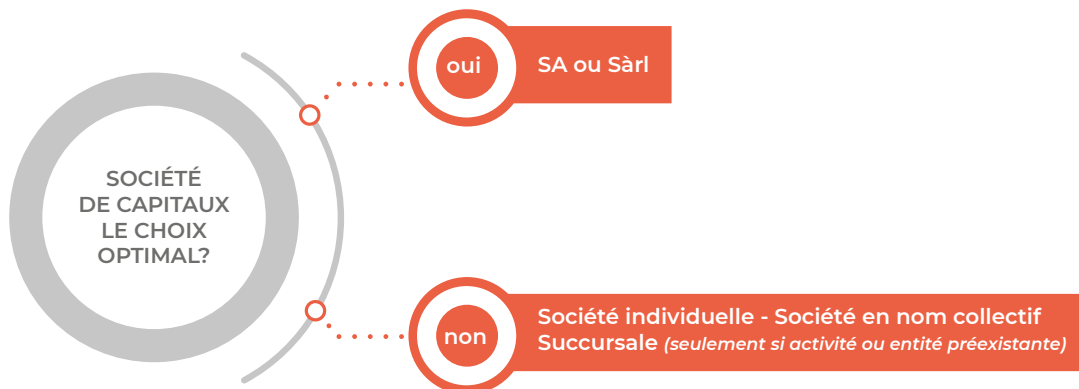 oui
SA ou Sàrl
SOCIÉTÉ
DE CAPITAUX
LE CHOIX
OPTIMAL?
non
Société individuelle - Société en nom collectif
Succursale (seulement si activité ou entité préexistante)